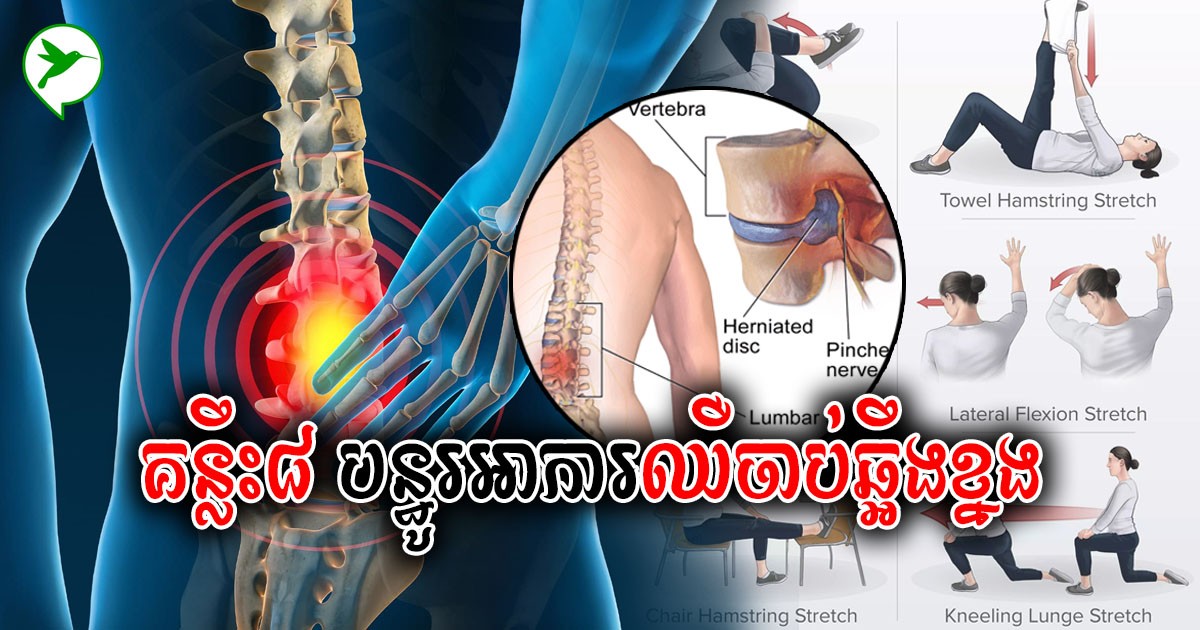 Vertebra
Herniated
disc
Pinche
nerve
Lumbar
Towel Hamstring Stretch
Lateral Flexion Stretch
គន្លឹះ៨ បន្ធូរអាការឈឺចាប់ឆ្អឹងខ្នង
Chair Hamstring Stretch
Kneeling Lunge Stretch